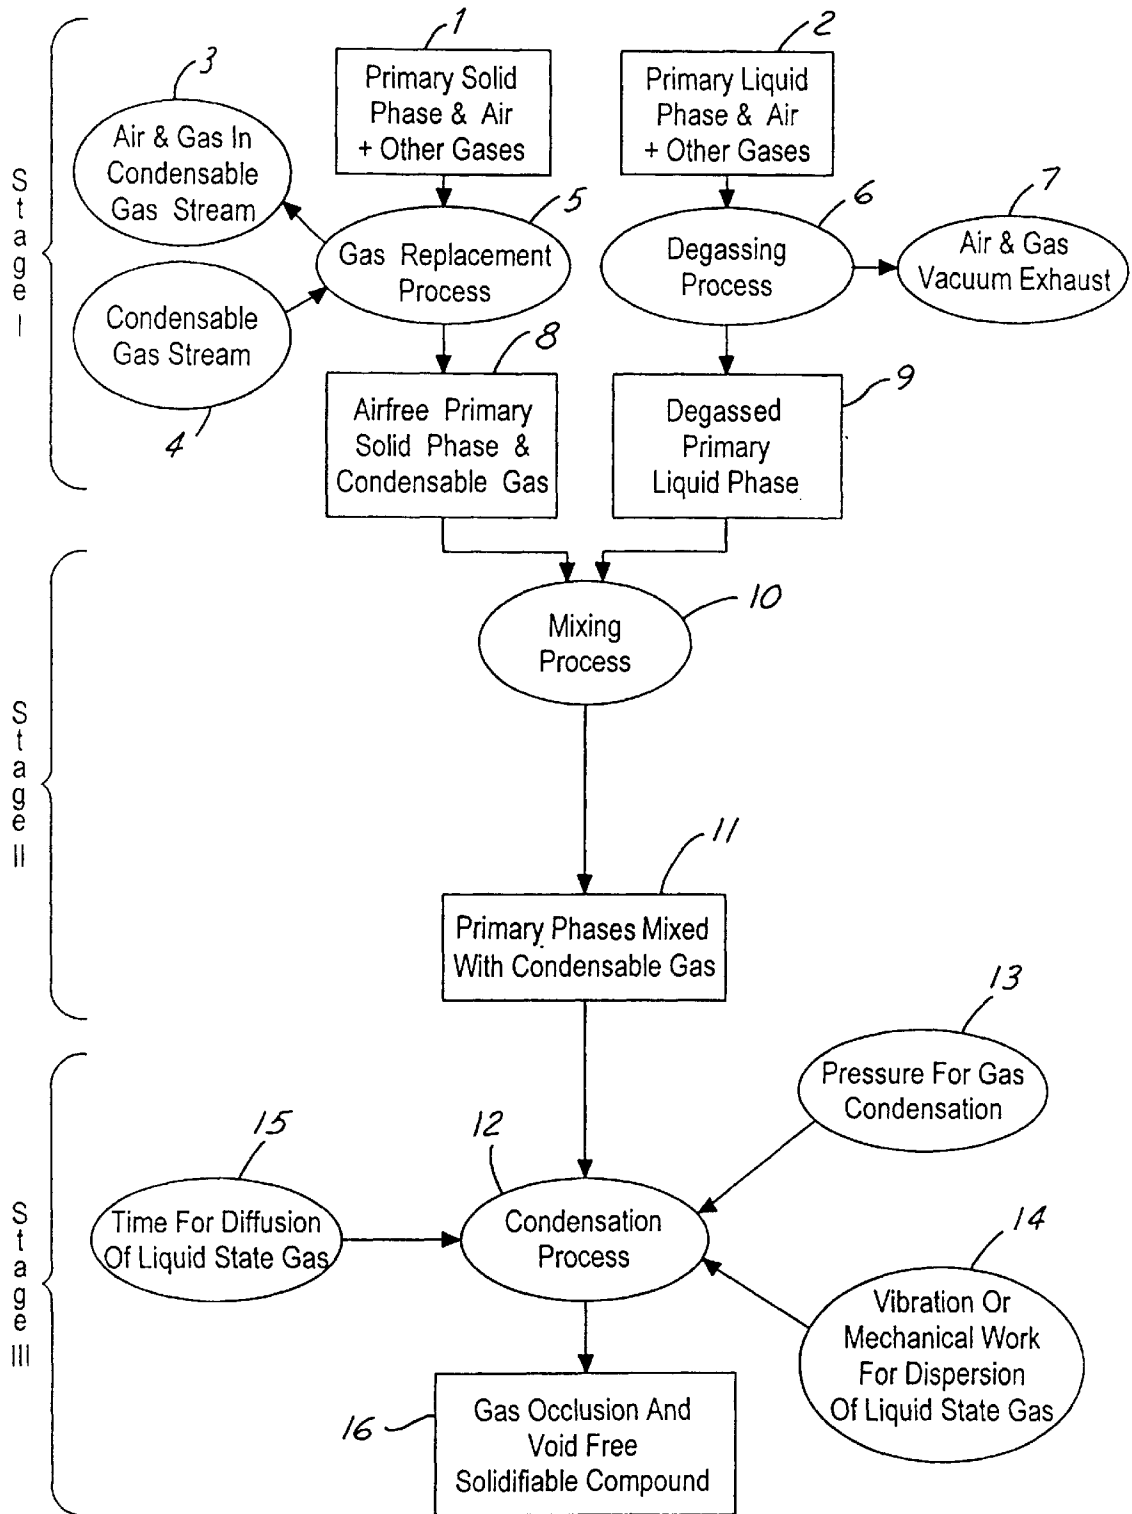 1
2
3
Primary Solid
Phase & Air
+ Other Gases
Primary Liquid
Phase & Air
+ Other Gases
Air & Gas In
Condensable
Gas Stream
5
6
7
Gas Replacement
Process
Degassing
Process
Air & Gas
Vacuum Exhaust
Stage I
Condensable
Gas Stream
4
8
9
Airfree Primary
Solid Phase &
Condensable Gas
Degassed
Primary
Liquid Phase
10
Mixing
Process
Stage II
11
Primary Phases Mixed
With Condensable Gas
13
Pressure For Gas
Condensation
15
12
Time For Diffusion
Of Liquid State Gas
Condensation
Process
14
Stage III
Vibration Or
Mechanical Work
For Dispersion
Of Liquid State Gas
16
Gas Occlusion And
Void Free
Solidifiable Compound